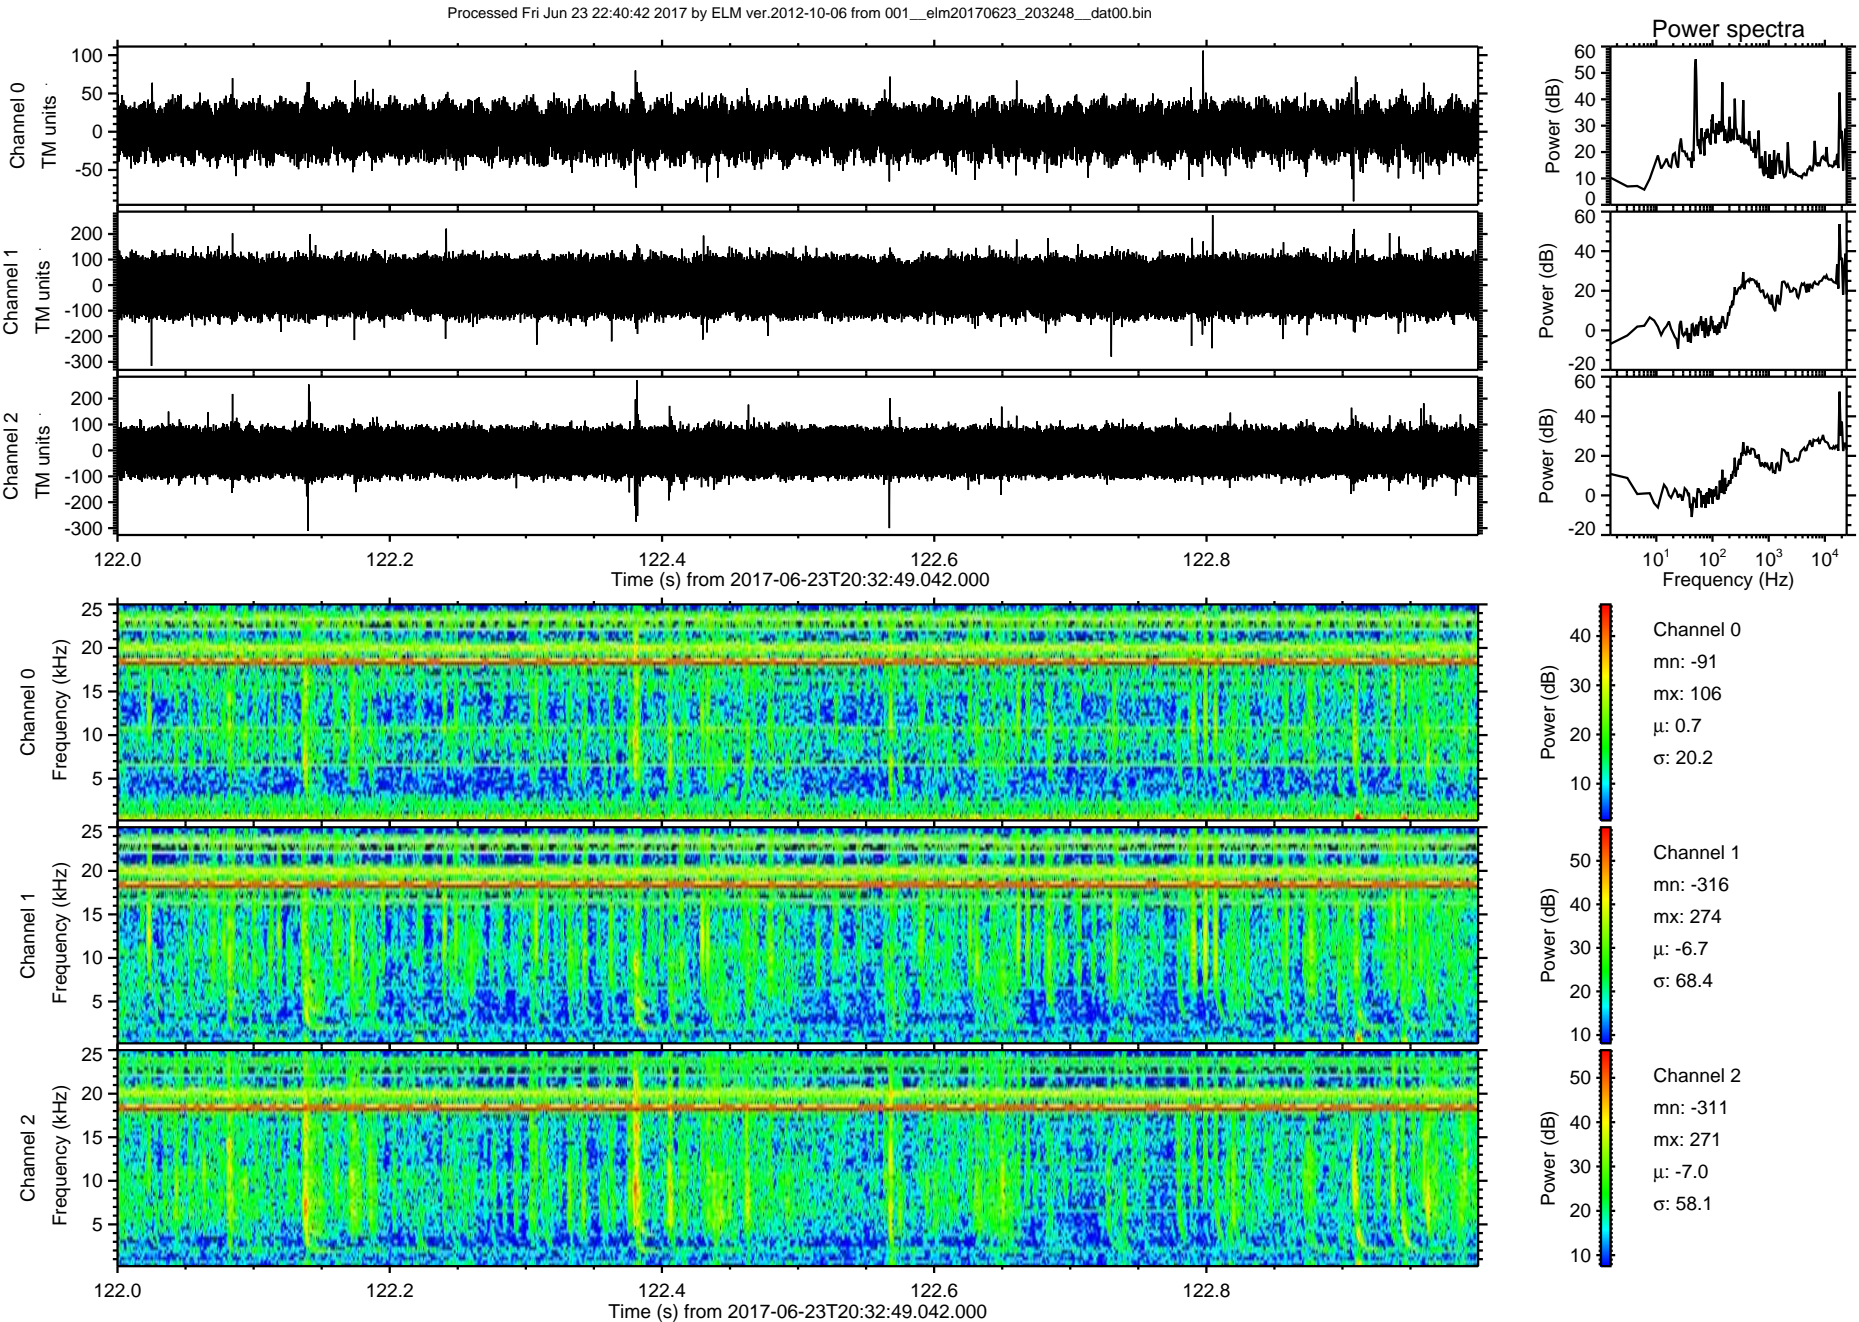 Processed Fri Jun 23 22:40:42 2017 by ELM ver.2012-10-06 from 001__elm20170623_203248__dat00.bin
Power spectra
Channel 0
TM units
100
50
0
-50
Power (dB)
60
50
40
30
20
10
0
Channel 1
TM units
200
100
0
-100
-200
-300
Power (dB)
60
40
20
0
-20
Channel 2
TM units
200
100
0
-100
-200
-300
Power (dB)
60
40
20
0
-20
122.0 122.2 122.4 122.6 122.8
Time (s) from 2017-06-23T20:32:49.042.000
10^1 10^2 10^3 10^4
Frequency (Hz)
Channel 0
Frequency (kHz)
25
20
15
10
5
Power (dB)
40
30
20
10
Channel 0
mn: -91
mx: 106
μ: 0.7
σ: 20.2
Channel 1
Frequency (kHz)
25
20
15
10
5
Power (dB)
50
40
30
20
10
Channel 1
mn: -316
mx: 274
μ: -6.7
σ: 68.4
Channel 2
Frequency (kHz)
25
20
15
10
5
Power (dB)
50
40
30
20
10
Channel 2
mn: -311
mx: 271
μ: -7.0
σ: 58.1
122.0 122.2 122.4 122.6 122.8
Time (s) from 2017-06-23T20:32:49.042.000